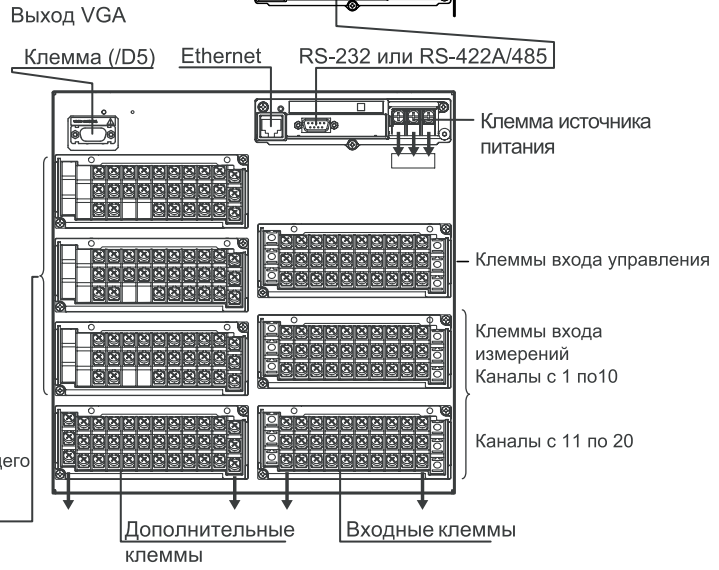 Выход VGA
Клемма (/D5)
Ethernet
RS-232 или RS-422A/485
Клемма источника
питания
Клеммы входа управления
Клеммы входа
измерений
Каналы с 1 по10
Каналы с 11 по 20
Дополнительные
клеммы
Входные клеммы